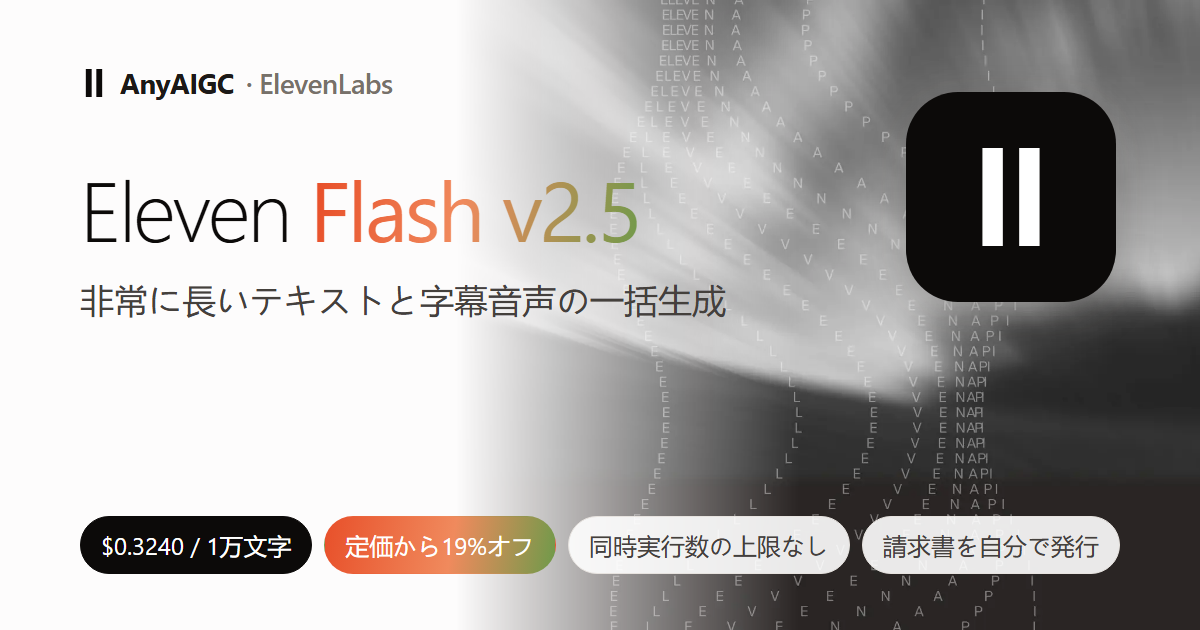 AnyAIGC · ElevenLabs
Eleven Flash v2.5
非常に長いテキストと字幕音声の一括生成
$0.3240 / 1万文字
定価から19%オフ
同時実行数の上限なし
請求書を自分で発行